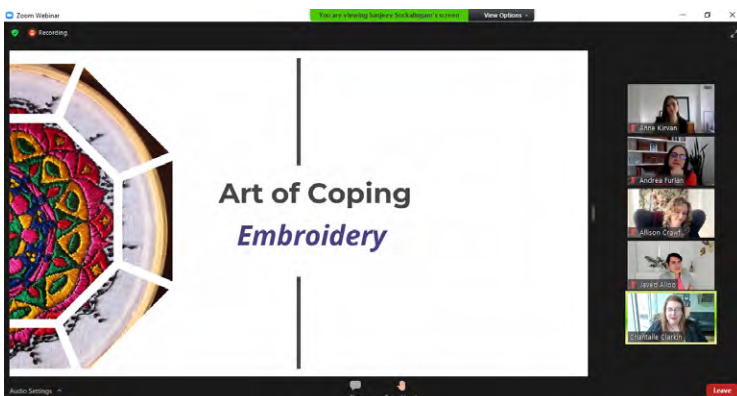 Zoom Webinar
You are viewing Sanjeev Sockalingam's screen
View Options
Recording
Art of Coping
Embroidery
Anne Kirvan
Andrea Furlan
Allison Crawf...
Javed Alloo
Chantalle Clarkin
Audio Settings
Leave